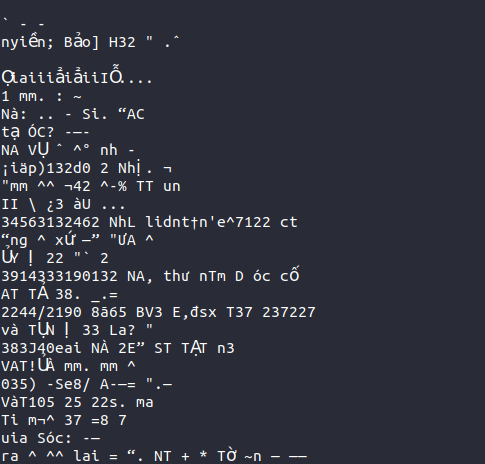 ` - -
nyiền; Bảo] H32 " .ˆ
ỌlaiiiảiảiiIỖ....
1 mm. : ~
Nà: .. - Si. “AC
tạ ÓC? -—-
NA VỤ ˆ ^° nh -
¡iäp)132d0 2 Nhị. ¬
"mm ^^ ¬42 ^-% TT un
II \ ¿3 àU ...
34563132462 NhL lidnt†n'e^7122 ct
“ng ^ xứ —” "ƯA ^
ỦY Ị 22 "` 2
3914333190132 NA, thư nTm D óc cố
AT TẢ 38. _.=
2244/2190 8ã65 BV3 E,đsx T37 237227
và TỤN Ị 33 La? "
383J40eai NÀ 2E” ST TẠT n3
VAT!ỦÀ mm. mm ^
035) -Se8/ A-—= ".—
VàT105 25 22s. ma
Ti m¬^ 37 =8 7
uia Sóc: -—
ra ^ ^^ lai = “. NT + * TỜ ~n — ——